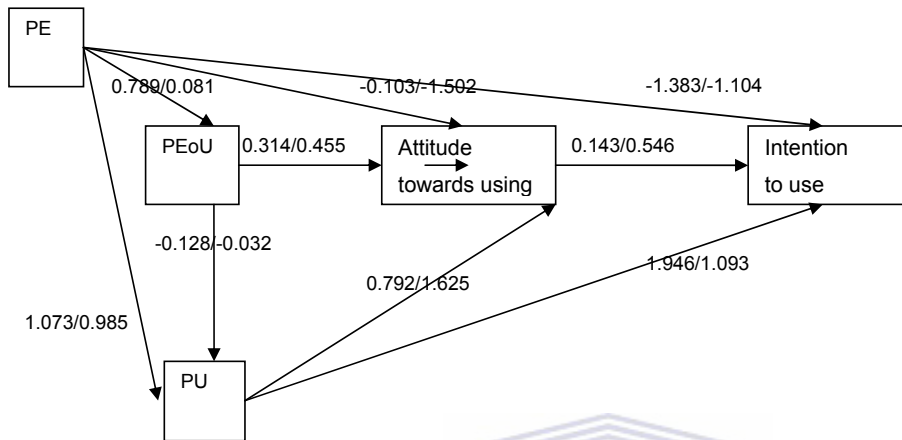 PE
0.789/0.081
-0.103/-1.502
-1.383/-1.104
PEoU
0.314/0.455
Attitude
towards using
0.143/0.546
Intention
to use
-0.128/-0.032
0.792/1.625
1.946/1.093
1.073/0.985
PU